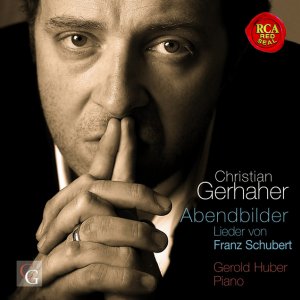 RCA
RED
SEAL
Christian
Gerhaher
Abendbilder
Lieder von
Franz Schubert
Gerold Huber
Piano
G